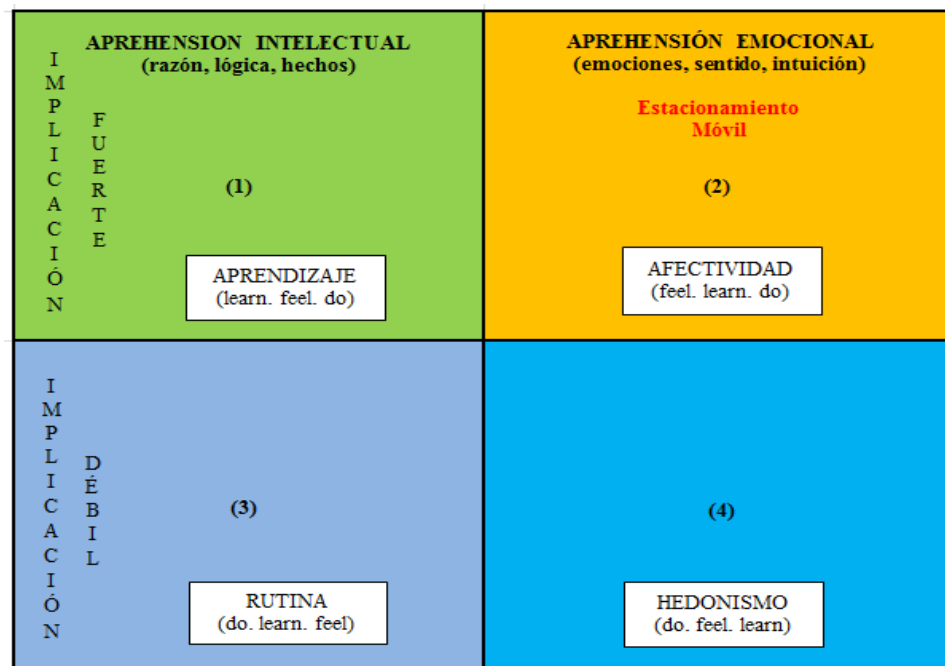 APREHENSION INTELECTUAL
(razón, lógica, hechos)
IMPLICACIÓN
FUERTE
(1)
APRENDIZAJE
(learn. feel. do)
APREHENSIÓN EMOCIONAL
(emociones, sentido, intuición)
Estacionamiento
Móvil
(2)
AFECTIVIDAD
(feel. learn. do)
IMPLICACIÓN
DÉBIL
(3)
RUTINA
(do. learn. feel)
(4)
HEDONISMO
(do. feel. learn)